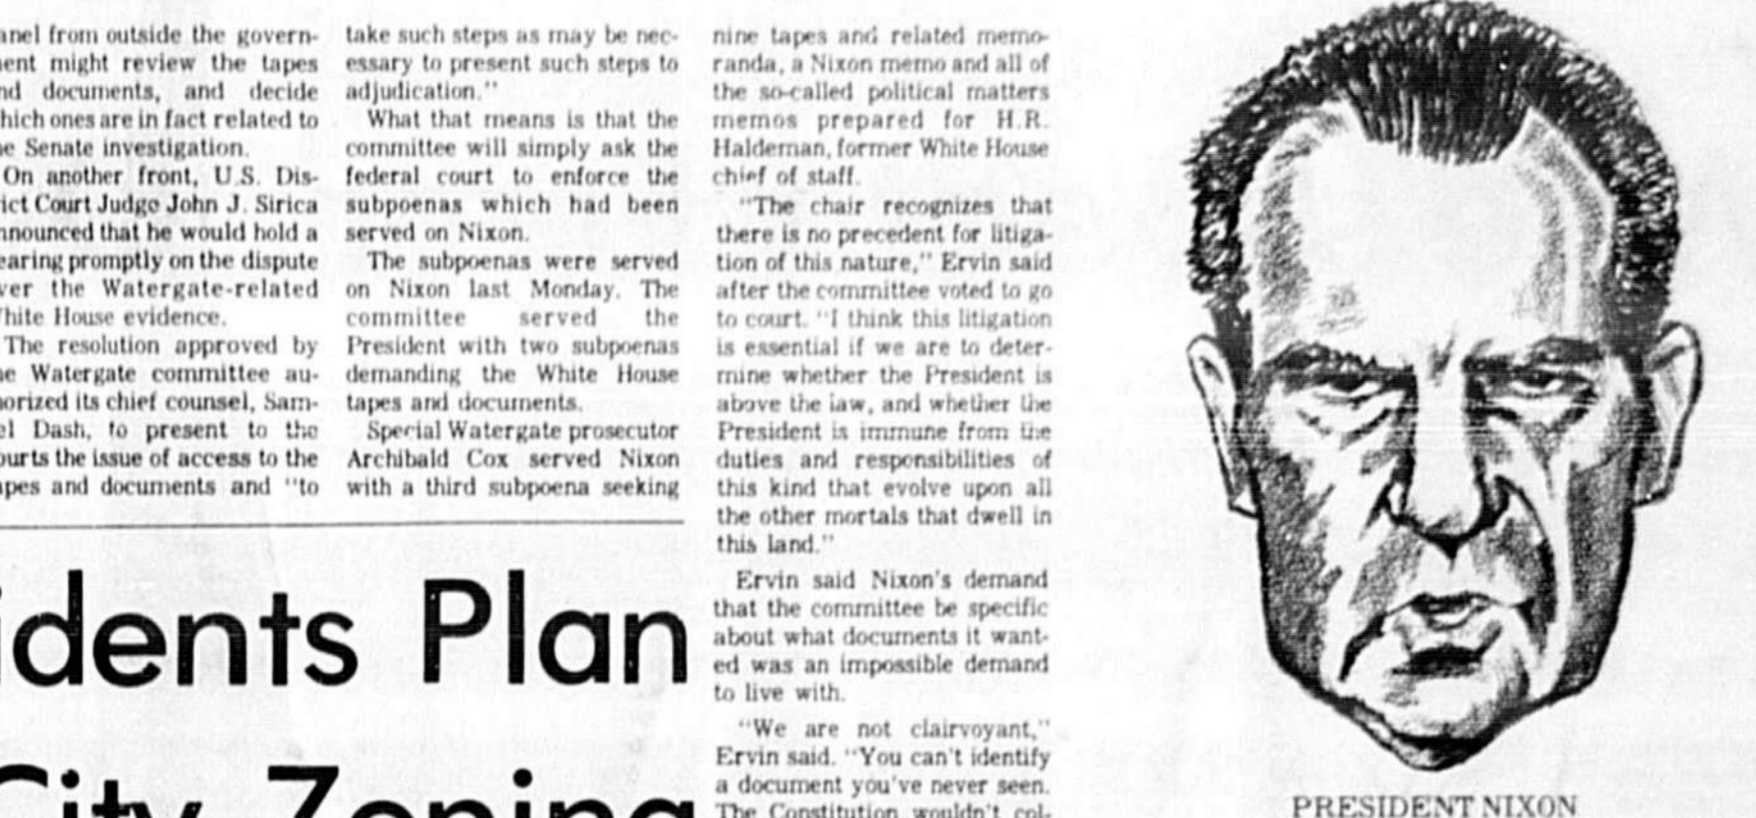 from outside the govern-
might review the tapes
documents, and decide
ones are in fact related to
Senate investigation.
On another front, U.S. Dis-
Court Judge John J. Sirica
that he would hold a
promptly on the dispute
the Watergate-related
House evidence.
The resolution approved by
Watergate committee au-
its chief counsel, Sam-
Dash, to present to the
the issue of access to the
and documents and "to
take such steps as may be nec-
essary to present such steps to
adjudication."
What that means is that the
committee will simply ask the
federal court to enforce the
subpoenas which had been
served on Nixon.
The subpoenas were served
on Nixon last Monday. The
committee served the
President with two subpoenas
demanding the White House
tapes and documents.
Special Watergate prosecutor
Archibald Cox served Nixon
with a third subpoena seeking
nine tapes and related memo-
randa, a Nixon memo and all of
the so-called political matters
memos prepared for H.R.
Haldeman, former White House
chief of staff.
"The chair recognizes that
there is no precedent for litiga-
tion of this nature," Ervin said
after the committee voted to go
to court. "I think this litigation
is essential if we are to deter-
mine whether the President is
above the law, and whether the
President is immune from the
duties and responsibilities of
this kind that evolve upon all
the other mortals that dwell in
this land."
Ervin said Nixon's demand
that the committee be specific
about what documents it want-
ed was an impossible demand
to live with.
"We are not clairvoyant,"
Ervin said. "You can't identify
a document you've never seen.
The Constitution wouldn't col-
idents Plan
City Zoning
PRESIDENT NIXON